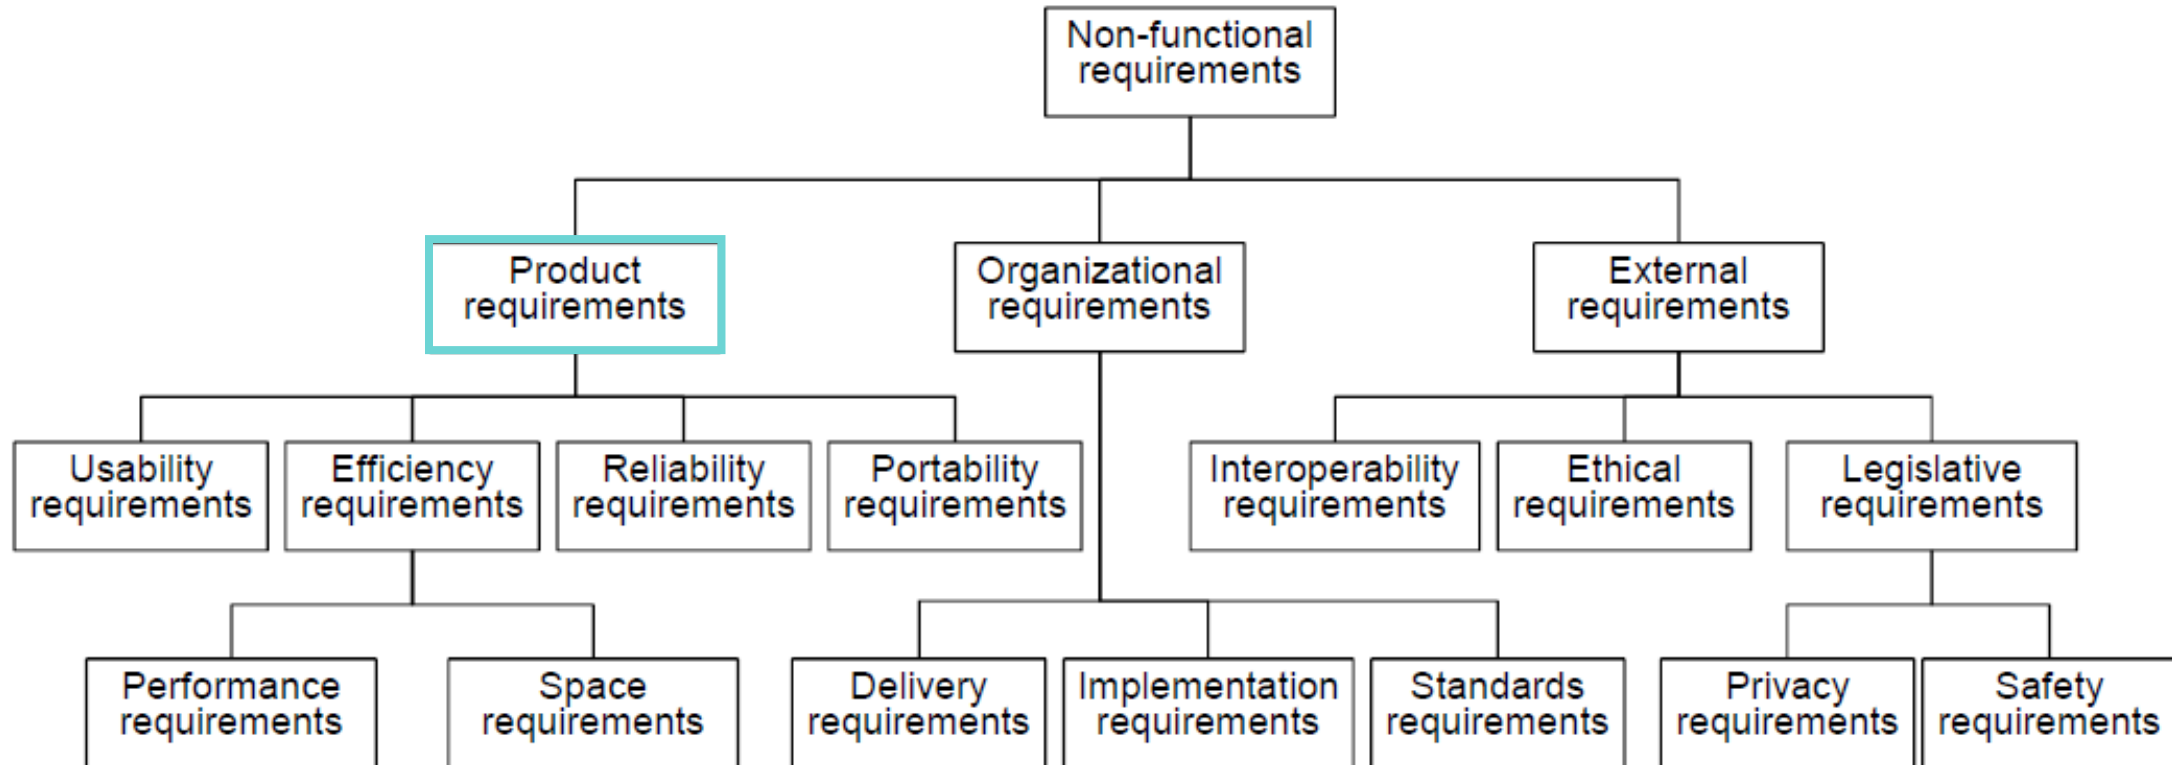 Non-functional
requirements
Product
requirements
Organizational
requirements
External
requirements
Usability
requirements
Efficiency
requirements
Reliability
requirements
Portability
requirements
Interoperability
requirements
Ethical
requirements
Legislative
requirements
Performance
requirements
Space
requirements
Delivery
requirements
Implementation
requirements
Standards
requirements
Privacy
requirements
Safety
requirements